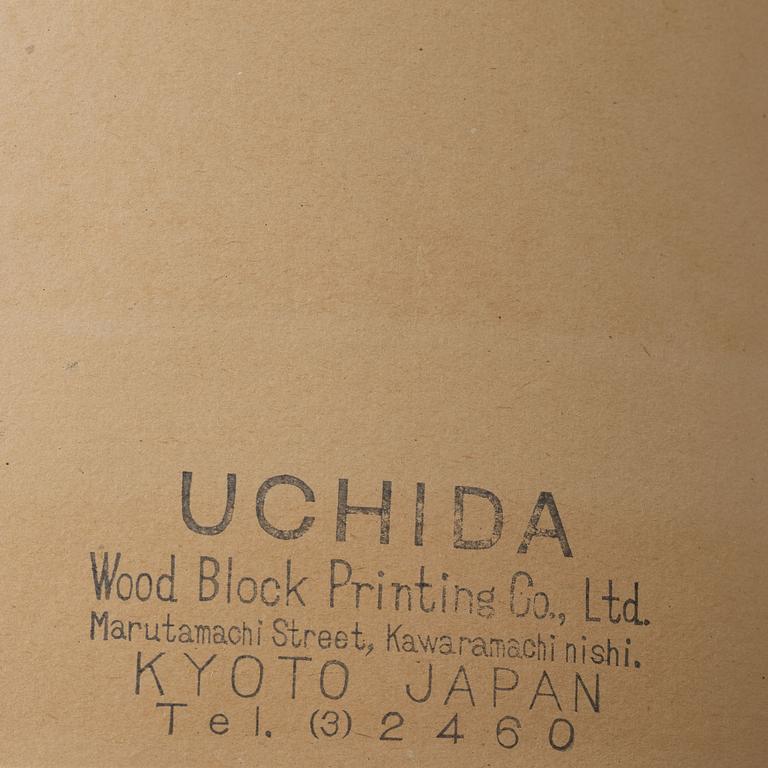 UCHIDA
Wood Block Printing Co., Ltd.
Marutamachi Street, Kawaramachi nishi.
KYOTO JAPAN
Tel. (3) 2460